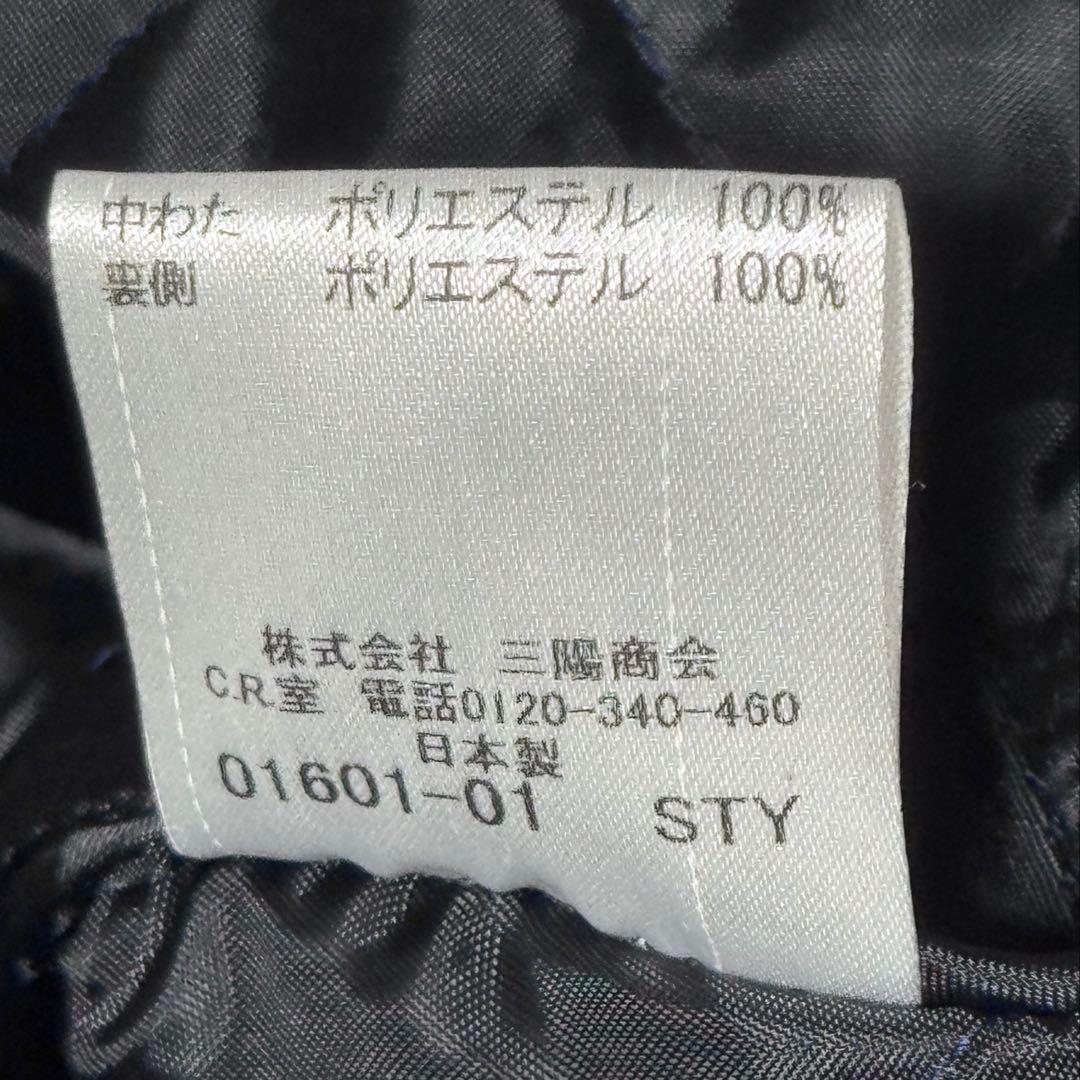 中わた ポリエステル 100%
裏側 ポリエステル 100%
株式会社 三陽商会
C.R.室 電話0120-340-460
日本製
01601-01 STY